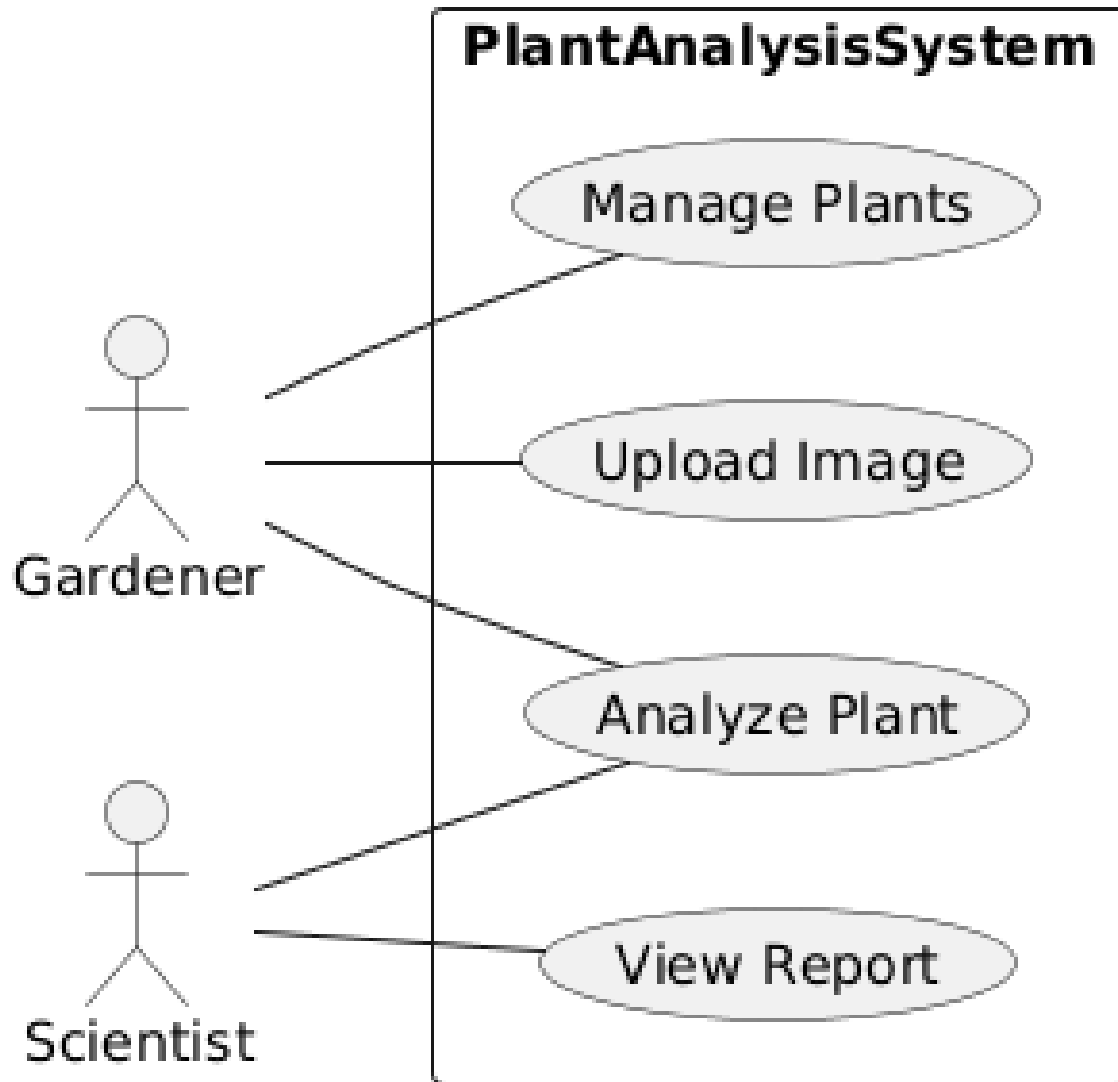 PlantAnalysisSystem
Manage Plants
Upload Image
Gardener
Analyze Plant
View Report
Scientist